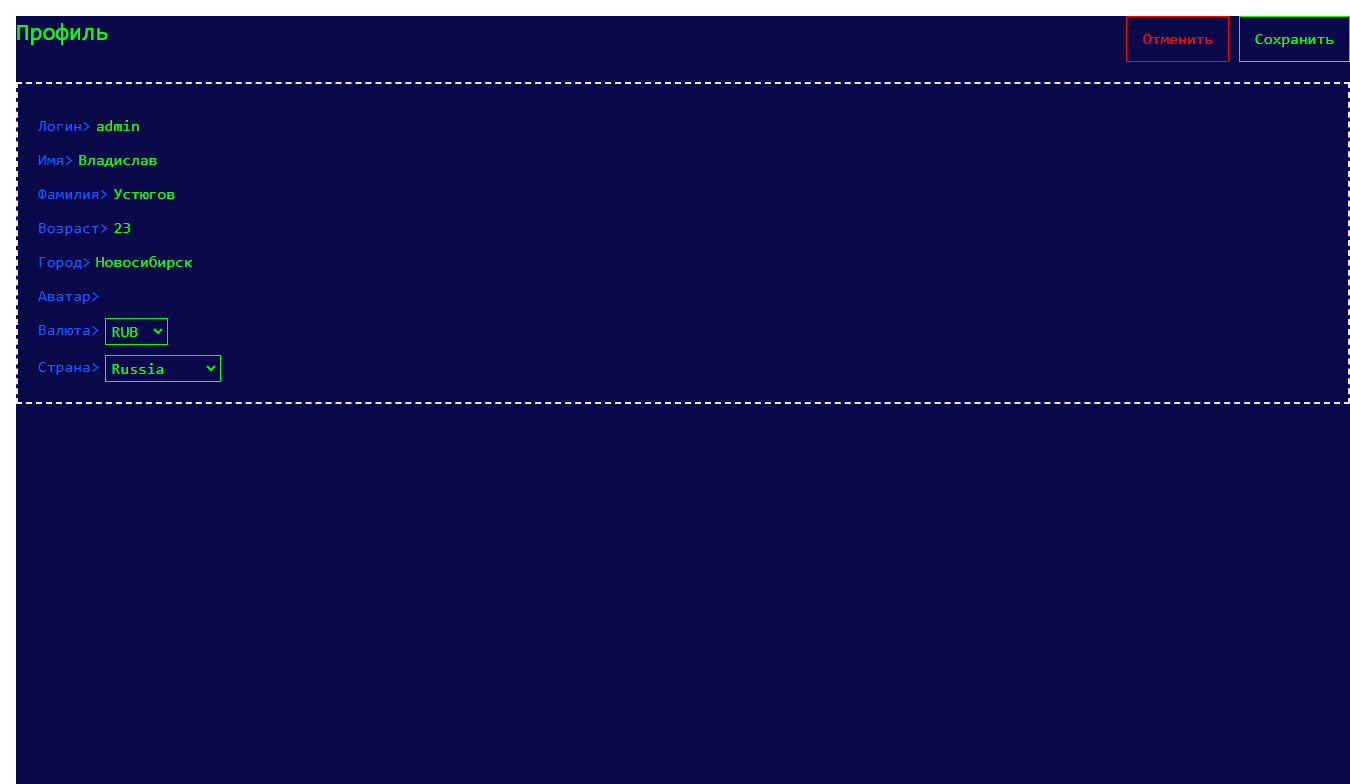 Профиль
Отменить Сохранить
Логин> admin
Имя> Владислав
Фамилия> Устюгов
Возраст> 23
Город> Новосибирск
Аватар>
Валюта> RUB
Страна> Russia